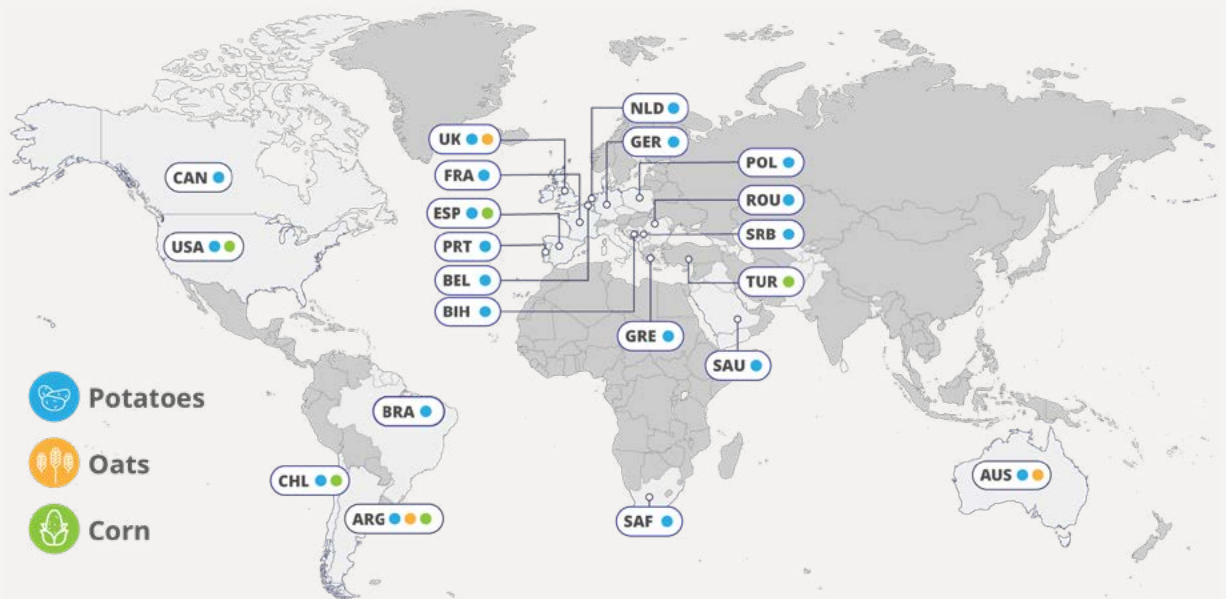 NLD
UK
GER
FRA
POL
CAN
ESP
ROU
USA
PRT
SRB
BEL
TUR
BIH
GRE
SAU
Potatoes
BRA
Oats
CHL
AUS
ARG
SAF
Corn